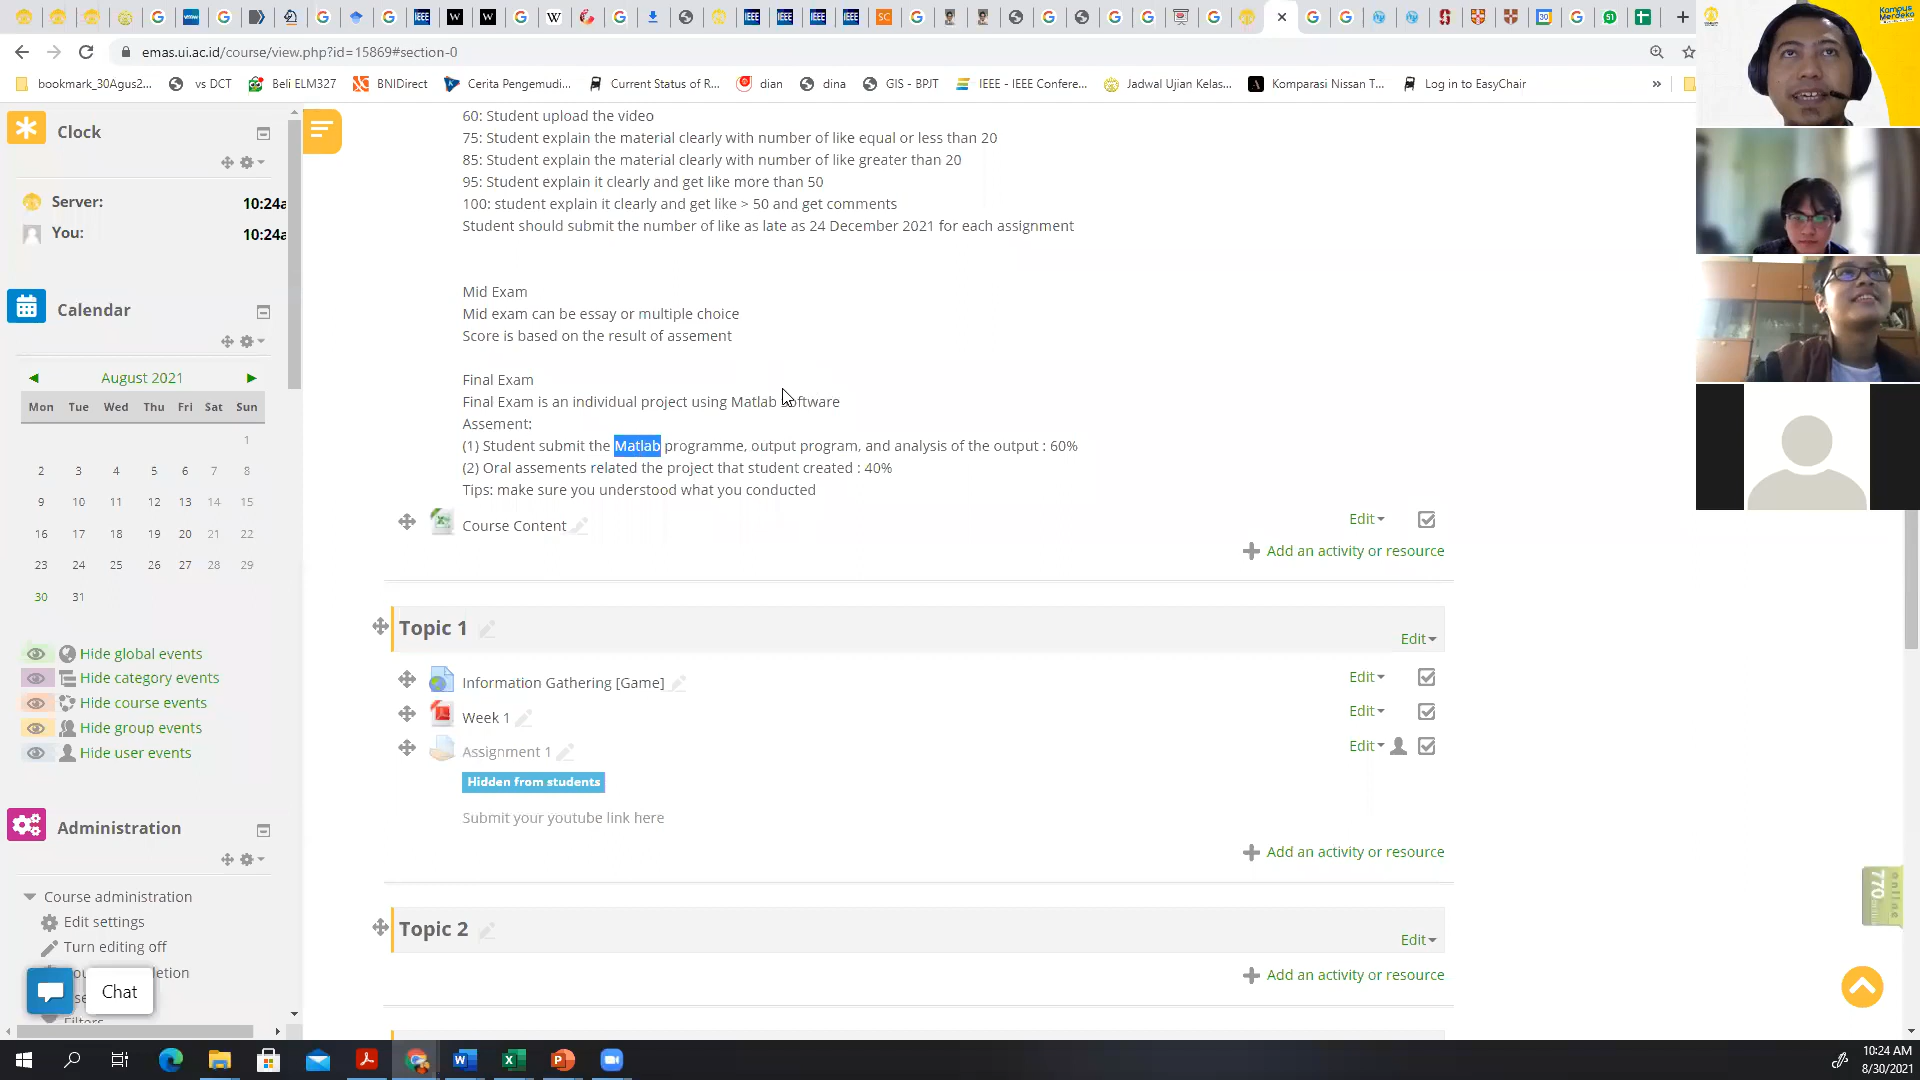 emas.ui.ac.id/course/view.php?id=15869#section-0
bookmark_30Agus2...
vs DCT
Beli ELM327
BNIDirect
Cerita Pengemudi...
Current Status of R...
dian
dina
GIS - BPJT
IEEE - IEEE Confere...
Jadwal Ujian Kelas...
Komparasi Nissan T...
Log in to EasyChair
»
Kampus
Merdeka
Clock
Server: 10:24a
You: 10:24a
Calendar
August 2021
Mon Tue Wed Thu Fri Sat Sun
1
2 3 4 5 6 7 8
9 10 11 12 13 14 15
16 17 18 19 20 21 22
23 24 25 26 27 28 29
30 31
Hide global events
Hide category events
Hide course events
Hide group events
Hide user events
Administration
Course administration
Edit settings
Turn editing off
Chat
Filters
60: Student upload the video
75: Student explain the material clearly with number of like equal or less than 20
85: Student explain the material clearly with number of like greater than 20
95: Student explain it clearly and get like more than 50
100: student explain it clearly and get like > 50 and get comments
Student should submit the number of like as late as 24 December 2021 for each assignment
Mid Exam
Mid exam can be essay or multiple choice
Score is based on the result of assement
Final Exam
Final Exam is an individual project using Matlab software
Assement:
(1) Student submit the Matlab programme, output program, and analysis of the output : 60%
(2) Oral assements related the project that student created : 40%
Tips: make sure you understood what you conducted
Course Content
Edit
Add an activity or resource
Topic 1
Edit
Information Gathering [Game]
Edit
Week 1
Edit
Assignment 1
Edit
Hidden from students
Submit your youtube link here
Add an activity or resource
Topic 2
Edit
Add an activity or resource
10:24 AM
8/30/2021